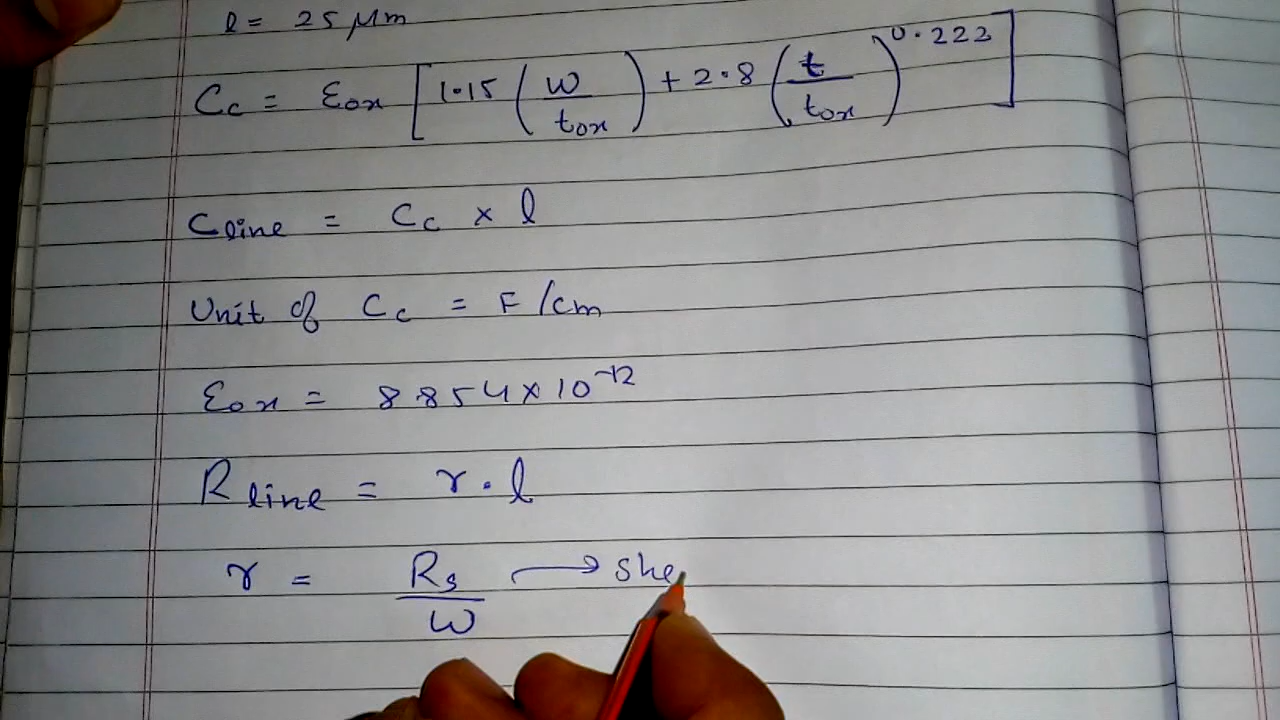 l = 25 μm
Cc = εox [1.15 (w/tox) + 2.8 (t/tox)^0.222]
Cline = Cc × l
Unit of Cc = F/cm
εox = 8.854 × 10^-12
Rline = r . l
r = Rs/w → She